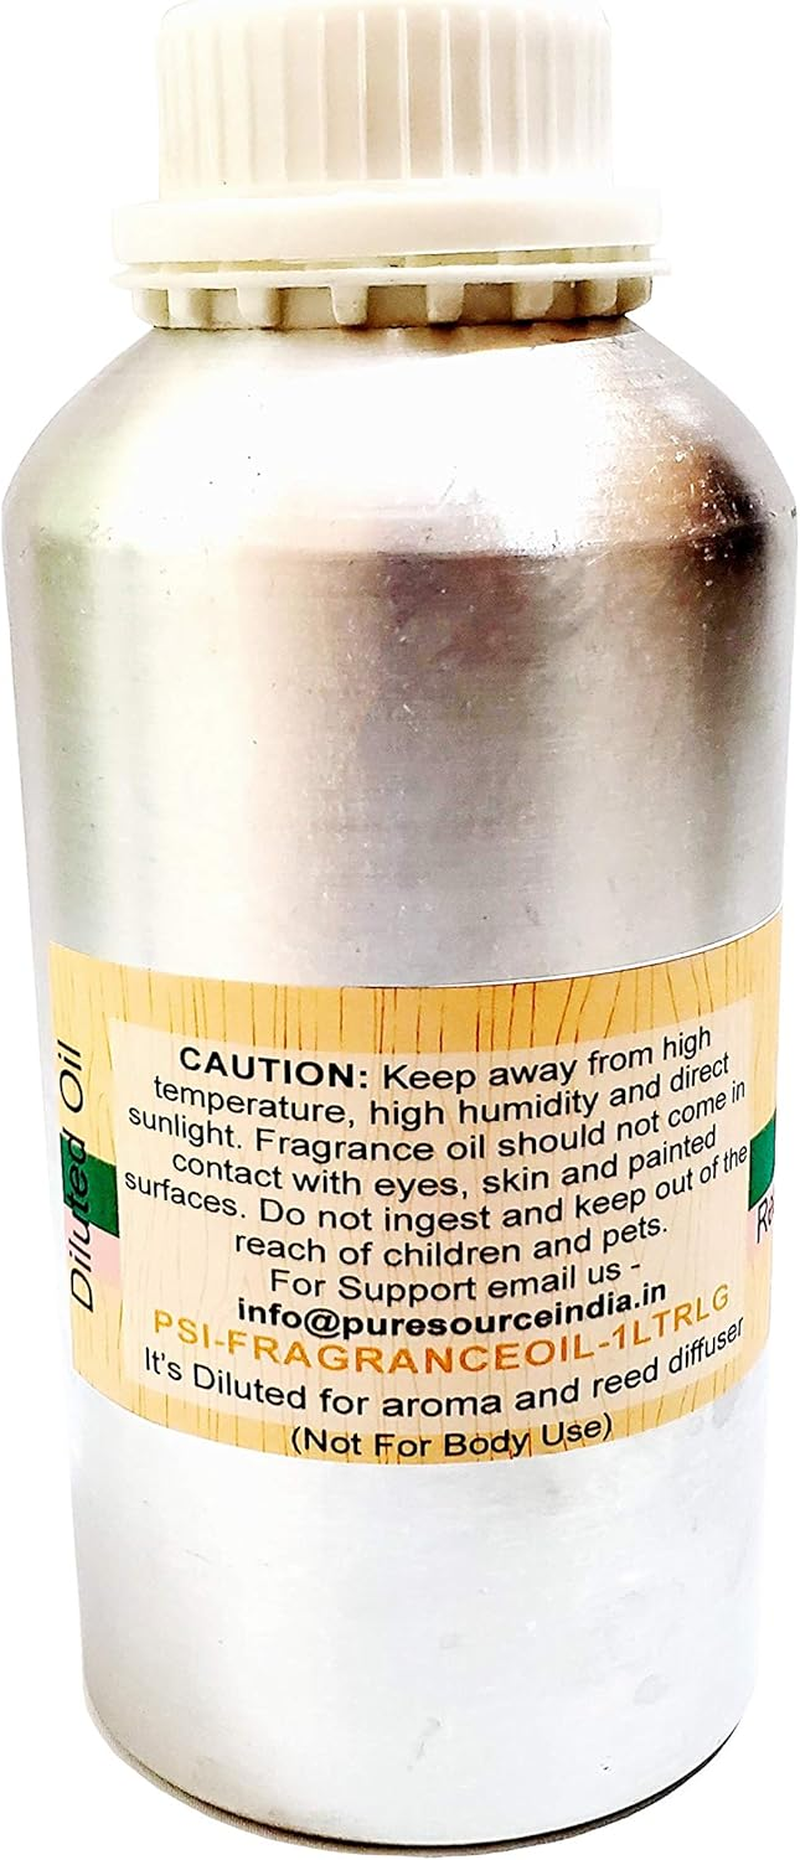 CAUTION: Keep away from high
temperature, high humidity and direct
sunlight. Fragrance oil should not come in
contact with eyes, skin and painted
surfaces. Do not ingest and keep out of the
reach of children and pets.
For Support email us -
info@puresourceindia.in
PSI-FRAGRANCEOIL-1LTRLG
It's Diluted for aroma and reed diffuser
(Not For Body Use)
Diluted Oil